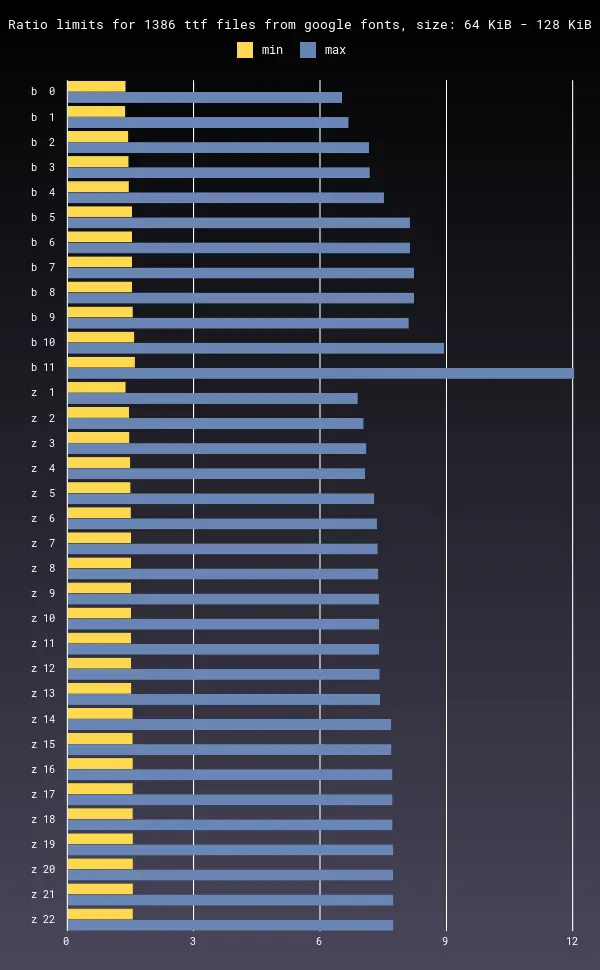 Ratio limits for 1386 ttf files from google fonts, size: 64 KiB - 128 KiB
min max
b 0
b 1
b 2
b 3
b 4
b 5
b 6
b 7
b 8
b 9
b 10
b 11
z 1
z 2
z 3
z 4
z 5
z 6
z 7
z 8
z 9
z 10
z 11
z 12
z 13
z 14
z 15
z 16
z 17
z 18
z 19
z 20
z 21
z 22
0 3 6 9 12